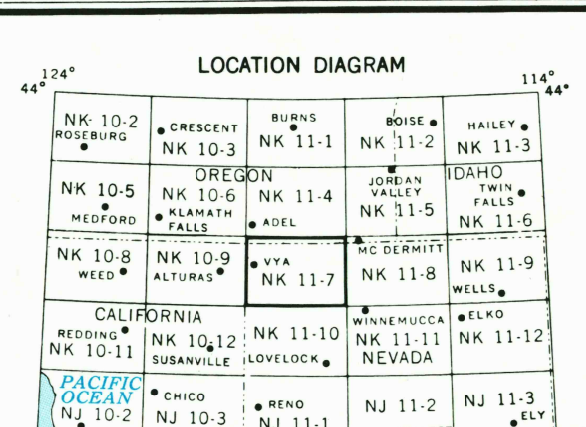 LOCATION DIAGRAM
124° 114°
44° 44°
NK- 10-2 BURNS BOISE HAILEY
ROSEBURG CRESCENT NK 11-1 NK 11-2 NK 11-3
NK 10-3
OREGON JORDAN VALLEY IDAHO
NK 10-5 NK 10-6 NK 11-4 NK 11-5 TWIN FALLS
MEDFORD KLAMATH FALLS ADEL NK 11-6
NK 10-8 NK 10-9 VYA MC DERMITT NK 11-9
WEED ALTURAS NK 11-7 NK 11-8 WELLS
CALIFORNIA WINNEMUCCA ELKO
REDDING NK 10-12 NK 11-10 NK 11-11 NK 11-12
NK 10-11 SUSANVILLE LOVELOCK NEVADA
PACIFIC OCEAN CHICO RENO NJ 11-2 NJ 11-3
NJ 10-2 NJ 10-3 NJ 11-1 ELY